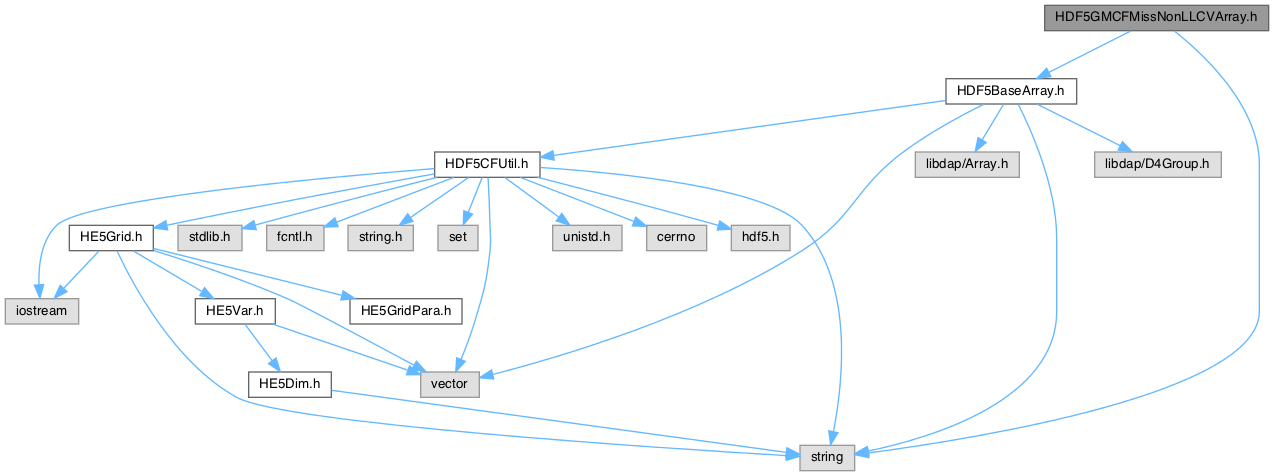 HDF5GMCFMissNonLLCVArray.h
HDF5BaseArray.h
HDF5CFUtil.h
libdap/Array.h
libdap/D4Group.h
HE5Grid.h
stdlib.h
fcntl.h
string.h
set
unistd.h
cerrno
hdf5.h
iostream
HE5Var.h
HE5GridPara.h
HE5Dim.h
vector
string